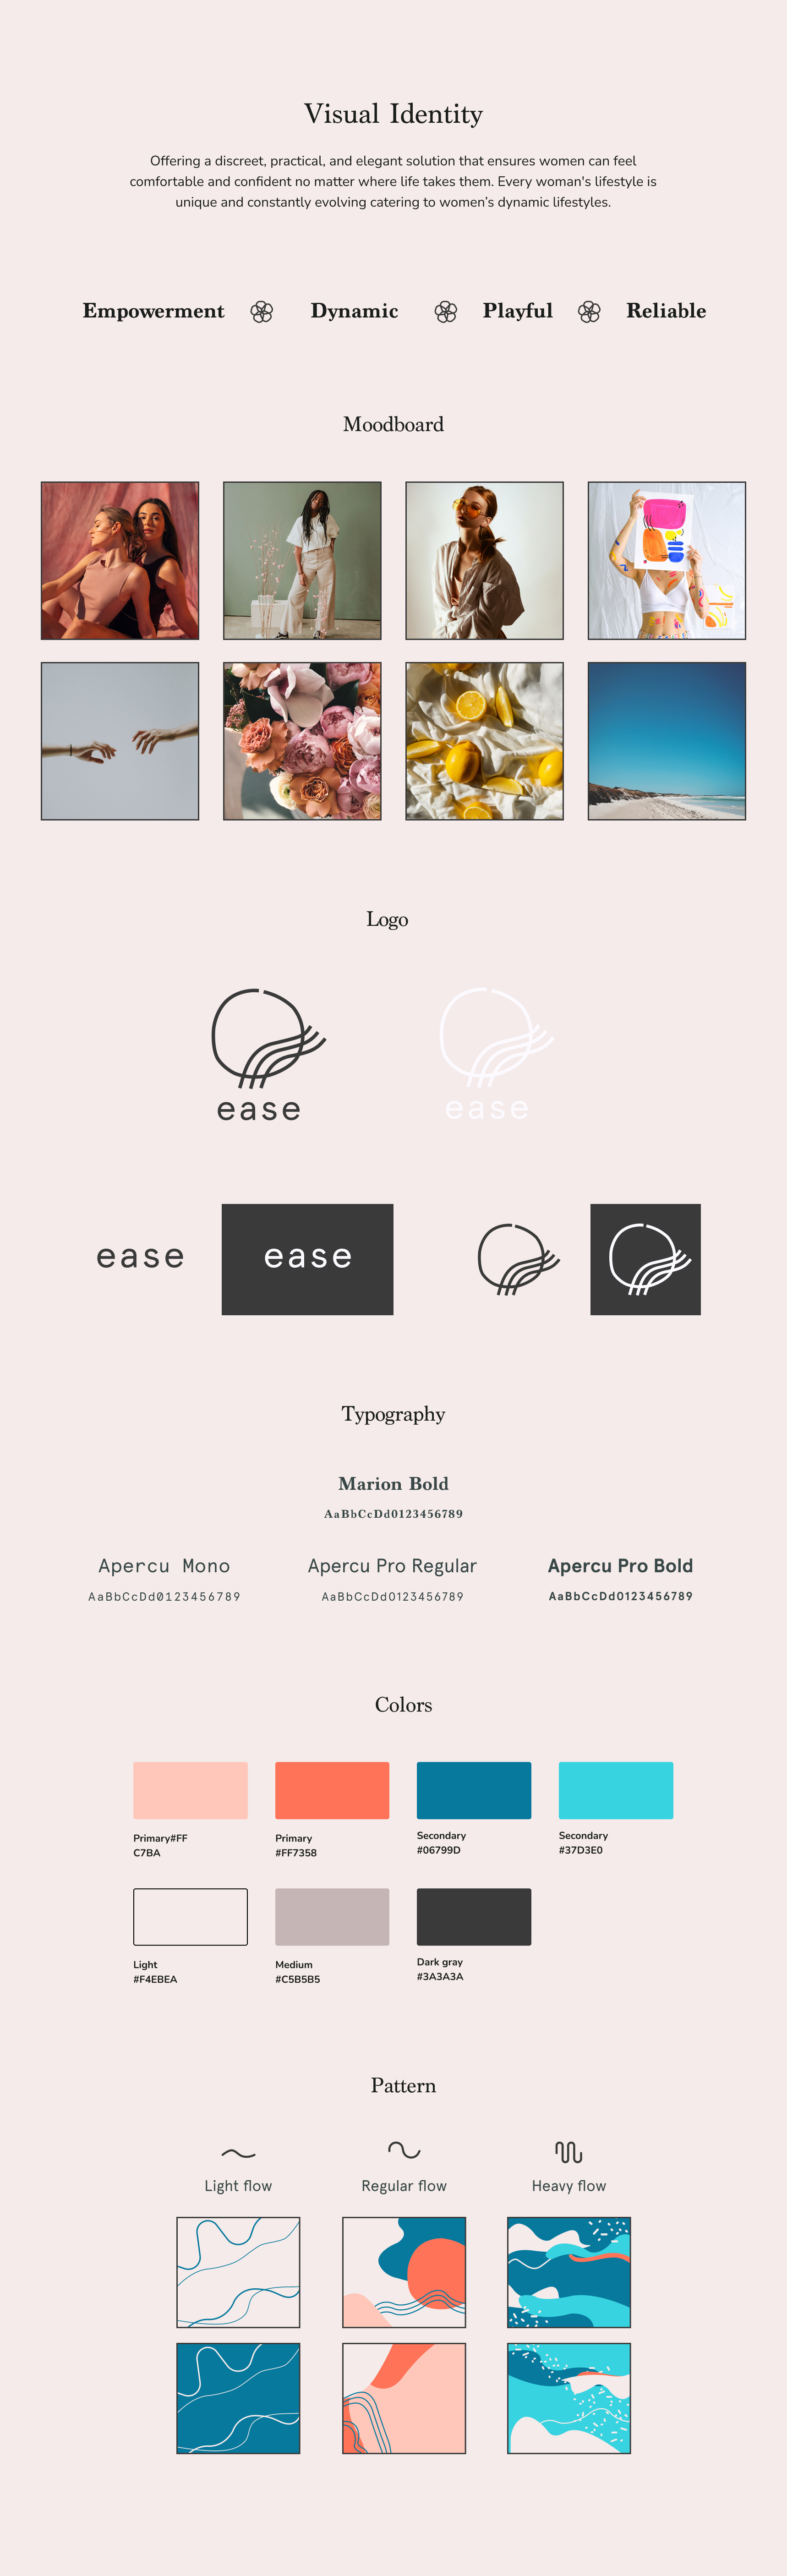 Visual Identity
Offering a discreet, practical, and elegant solution that ensures women can feel
comfortable and confident no matter where life takes them. Every woman's lifestyle is
unique and constantly evolving catering to women’s dynamic lifestyles.
Empowerment Dynamic Playful Reliable
Moodboard
Logo
ease ease
ease ease
Typography
Marion Bold
AaBbCcDd0123456789
Apercu Mono Apercu Pro Regular Apercu Pro Bold
AaBbCcDd0123456789 AaBbCcDd0123456789 AaBbCcDd0123456789
Colors
Primary#FF
C7BA
Primary
#FF7358
Secondary
#06799D
Secondary
#37D3E0
Light
#F4EBEA
Medium
#C5B5B5
Dark gray
#3A3A3A
Pattern
Light flow Regular flow Heavy flow